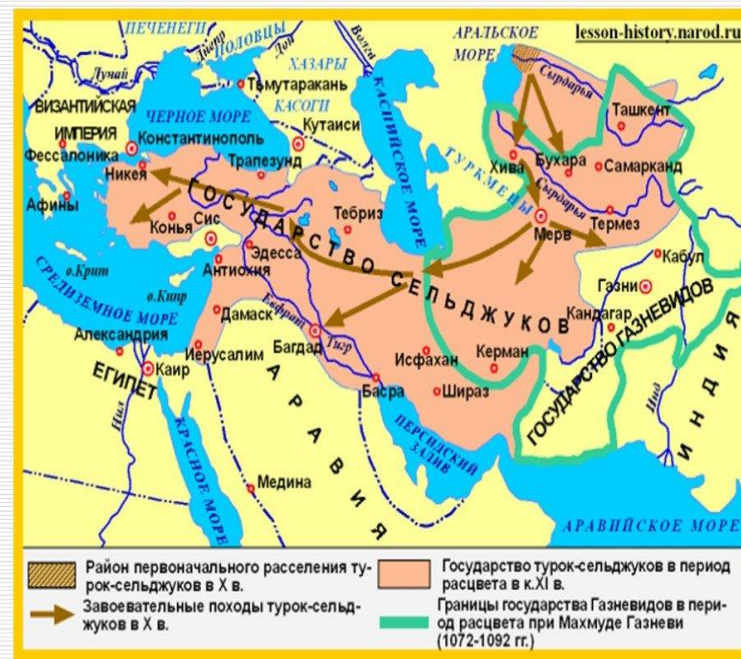 lesson-history.narod.ru
ПЕЧЕНЕГИ
ПОЛОВЦЫ
Днепр
Дон
Волга
АРАЛЬСКОЕ
МОРЕ
Дунай
ХАЗАРЫ
Сырдарья
Тьмутаракань
КАСОГИ
ВИЗАНТИЙСКАЯ
ИМПЕРИЯ
ЧЕРНОЕ МОРЕ
Константинополь
Кутаиси
КАСПИЙСКОЕ МОРЕ
Ташкент
Фессалоника
Никея
Трапезунд
ТУРКМЕНЫ
Хива
Бухара
Самарканд
Сырдарья
Афины
ГОСУДАРСТВО СЕЛЬДЖУКОВ
Конья
Сис
Тебриз
Термез
Мерв
Эдесса
Антиохия
Кабул
о.Крит
о.Кипр
СРЕДИЗЕМНОЕ МОРЕ
Газни
Евфрат
Тигр
Дамаск
Кандагар
ГОСУДАРСТВО ГАЗНЕВИДОВ
Александрия
Иерусалим
Багдад
Исфахан
Керман
ЕГИПЕТ
Каир
Басра
Шираз
ИНДИЯ
Инд
Нил
АРАВИЯ
ПЕРСИДСКИЙ
ЗАЛИВ
КРАСНОЕ МОРЕ
Медина
АРАВИЙСКОЕ МОРЕ
Район первоначального расселения ту-
рок-сельджуков в X в.
Завоевательные походы турок-сельд-
жуков в X в.
Государство турок-сельджуков в период
расцвета в к.XI в.
Границы государства Газневидов в пери-
од расцвета при Махмуде Газневи
(1072-1092 гг.)